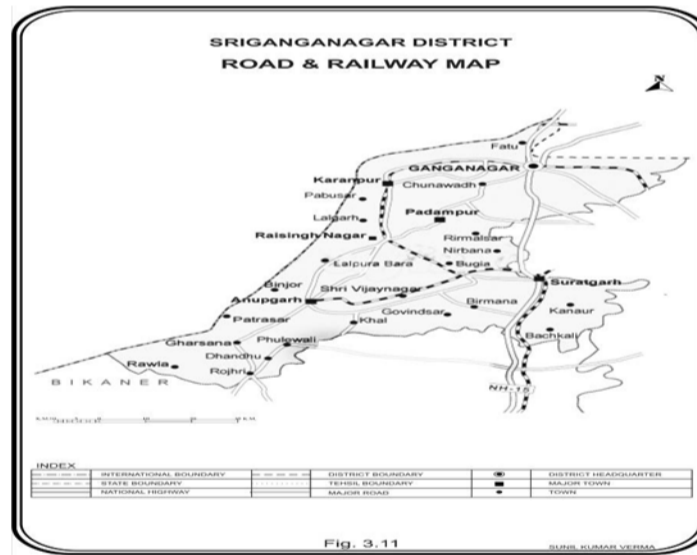 SRIGANGANAGAR DISTRICT
ROAD & RAILWAY MAP
N
Fatu
GANGANAGAR
Karanpur
Chunawadh
Pabusar
Lalgarh
Padampur
Raisingh Nagar
Rirmalsar
Nirbana
Lalpura Bara
Bugia
Binjor
Shri Vijaynagar
Suratgarh
Anupgarh
Birmana
Kanaur
Patrasar
Khal
Govindsar
Bachkali
Gharsana
Phulewali
Dhandhu
Rawla
Rojhri
BIKANER
NH-15
INDEX
INTERNATIONAL BOUNDARY DISTRICT BOUNDARY DISTRICT HEADQUARTER
STATE BOUNDARY TEHSIL BOUNDARY MAJOR TOWN
NATIONAL HIGHWAY MAJOR ROAD TOWN
Fig. 3.11
SUNIL KUMAR VERMA